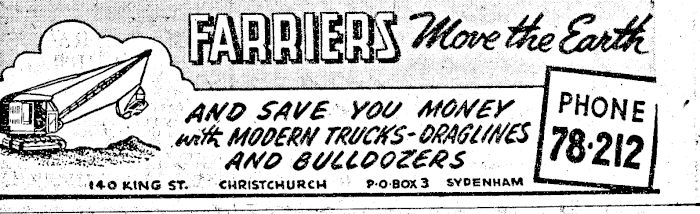 FARRIERS Move the Earth
AND SAVE YOU MONEY
with MODERN TRUCKS-DRAGLINES
AND BULLDOZERS
PHONE
78·212
140 KING ST. CHRISTCHURCH P·O·BOX 3 SYDENHAM